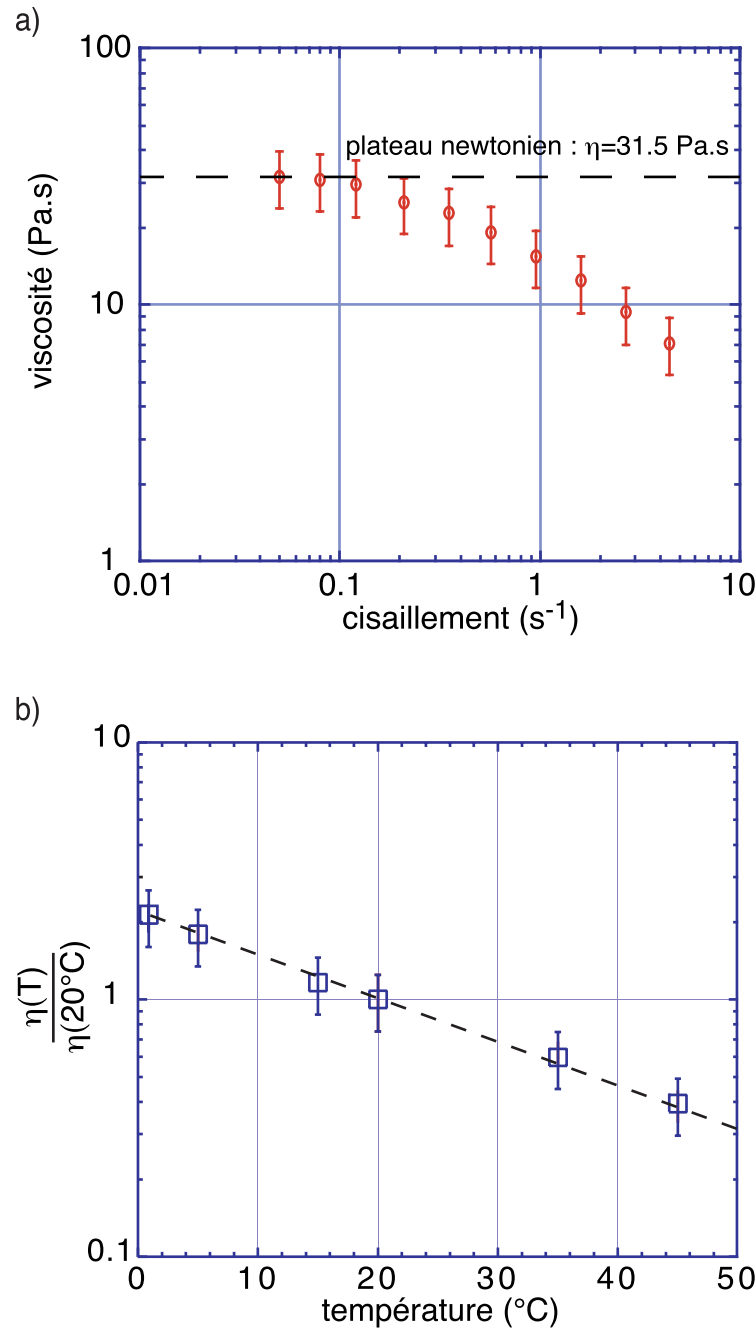 a)
100
plateau newtonien : η=31.5 Pa.s
viscosité (Pa.s)
10
1
0.01 0.1 1 10
cisaillement (s-1)
b)
10
η(T)
η(20°C)
1
0.1
0 10 20 30 40 50
température (°C)